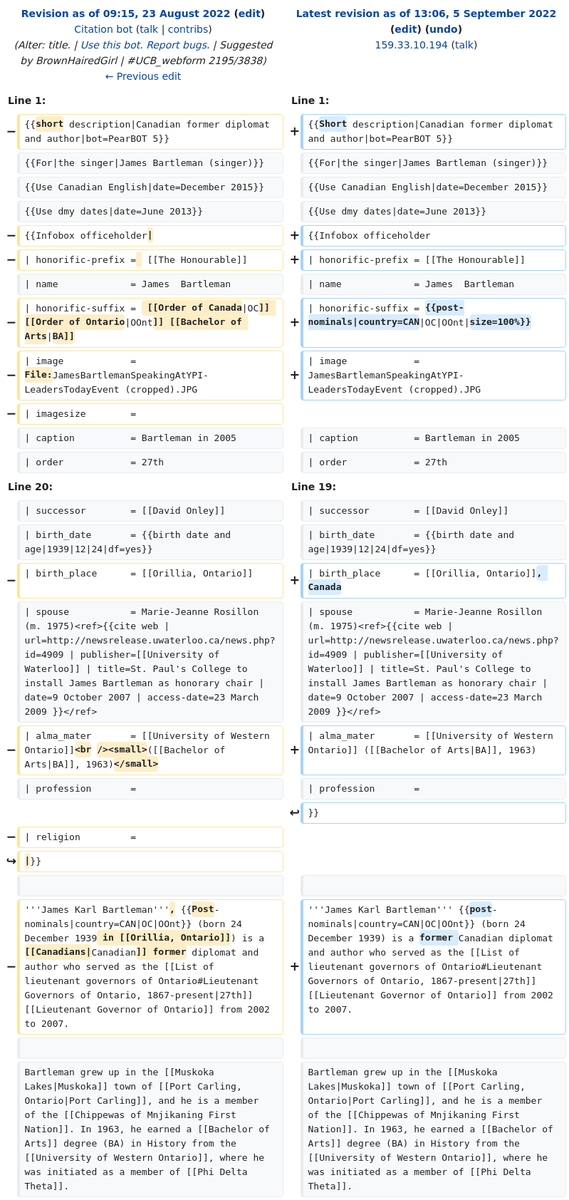 Revision as of 09:15, 23 August 2022 (edit)
Citation bot (talk | contribs)
(Alter: title. | Use this bot. Report bugs. | Suggested
by BrownHairedGirl | #UCB_webform 2195/3838)
← Previous edit
Latest revision as of 13:06, 5 September 2022
(edit) (undo)
159.33.10.194 (talk)
Line 1:
Line 1:
− {{short description|Canadian former diplomat
and author|bot=PearBOT 5}}
+ {{Short description|Canadian former diplomat
and author|bot=PearBOT 5}}
{{For|the singer|James Bartleman (singer)}}
{{For|the singer|James Bartleman (singer)}}
{{Use Canadian English|date=December 2015}}
{{Use Canadian English|date=December 2015}}
{{Use dmy dates|date=June 2013}}
{{Use dmy dates|date=June 2013}}
− {{Infobox officeholder|
+ {{Infobox officeholder
− | honorific-prefix =  [[The Honourable]]
+ | honorific-prefix = [[The Honourable]]
| name             = James  Bartleman
| name             = James  Bartleman
− | honorific-suffix =  [[Order of Canada|OC]]
[[Order of Ontario|OOnt]] [[Bachelor of
Arts|BA]]
+ | honorific-suffix = {{post-
nominals|country=CAN|OC|OOnt|size=100%}}
− | image            =
File:JamesBartlemanSpeakingAtYPI-
LeadersTodayEvent (cropped).JPG
+ | image            =
JamesBartlemanSpeakingAtYPI-
LeadersTodayEvent (cropped).JPG
− | imagesize        =
| caption          = Bartleman in 2005
| caption          = Bartleman in 2005
| order            = 27th
| order            = 27th
Line 20:
Line 19:
| successor        = [[David Onley]]
| successor        = [[David Onley]]
| birth_date       = {{birth date and
age|1939|12|24|df=yes}}
| birth_date       = {{birth date and
age|1939|12|24|df=yes}}
− | birth_place      = [[Orillia, Ontario]]
+ | birth_place      = [[Orillia, Ontario]],
Canada
| spouse           = Marie-Jeanne Rosillon
(m. 1975)<ref>{{cite web |
url=http://newsrelease.uwaterloo.ca/news.php?
id=4909 | publisher=[[University of
Waterloo]] | title=St. Paul's College to
install James Bartleman as honorary chair |
date=9 October 2007 | access-date=23 March
2009 }}</ref>
| spouse           = Marie-Jeanne Rosillon
(m. 1975)<ref>{{cite web |
url=http://newsrelease.uwaterloo.ca/news.php?
id=4909 | publisher=[[University of
Waterloo]] | title=St. Paul's College to
install James Bartleman as honorary chair |
date=9 October 2007 | access-date=23 March
2009 }}</ref>
− | alma_mater       = [[University of Western
Ontario]]<br /><small>([[Bachelor of
Arts|BA]], 1963)</small>
+ | alma_mater       = [[University of Western
Ontario]] ([[Bachelor of Arts|BA]], 1963)
| profession       =
| profession       =
↩ }}
− | religion         =
↪ |}}
− '''James Karl Bartleman''', {{Post-
nominals|country=CAN|OC|OOnt}} (born 24
December 1939 in [[Orillia, Ontario]]) is a
[[Canadians|Canadian]] former diplomat and
author who served as the [[List of
lieutenant governors of Ontario#Lieutenant
Governors of Ontario, 1867-present|27th]]
[[Lieutenant Governor of Ontario]] from 2002
to 2007.
+ '''James Karl Bartleman''' {{post-
nominals|country=CAN|OC|OOnt}} (born 24
December 1939) is a former Canadian diplomat
and author who served as the [[List of
lieutenant governors of Ontario#Lieutenant
Governors of Ontario, 1867-present|27th]]
[[Lieutenant Governor of Ontario]] from 2002
to 2007.
Bartleman grew up in the [[Muskoka
Lakes|Muskoka]] town of [[Port Carling,
Ontario|Port Carling]], and he is a member
of the [[Chippewas of Mnjikaning First
Nation]]. In 1963, he earned a [[Bachelor of
Arts]] degree (BA) in History from the
[[University of Western Ontario]], where he
was initiated as a member of [[Phi Delta
Theta]].
Bartleman grew up in the [[Muskoka
Lakes|Muskoka]] town of [[Port Carling,
Ontario|Port Carling]], and he is a member
of the [[Chippewas of Mnjikaning First
Nation]]. In 1963, he earned a [[Bachelor of
Arts]] degree (BA) in History from the
[[University of Western Ontario]], where he
was initiated as a member of [[Phi Delta
Theta]].